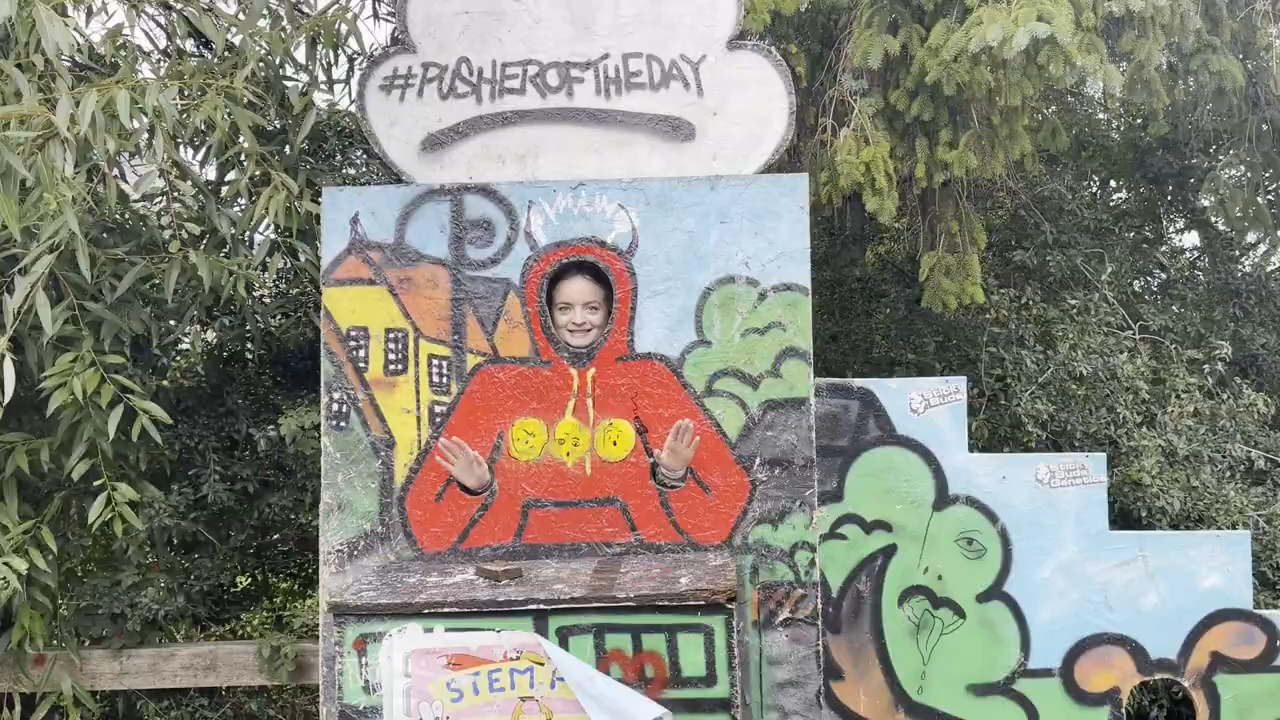 #PUSHEROFTHEDAY
Sticky
Buds
Sticky
Buds
Genetics
STEM